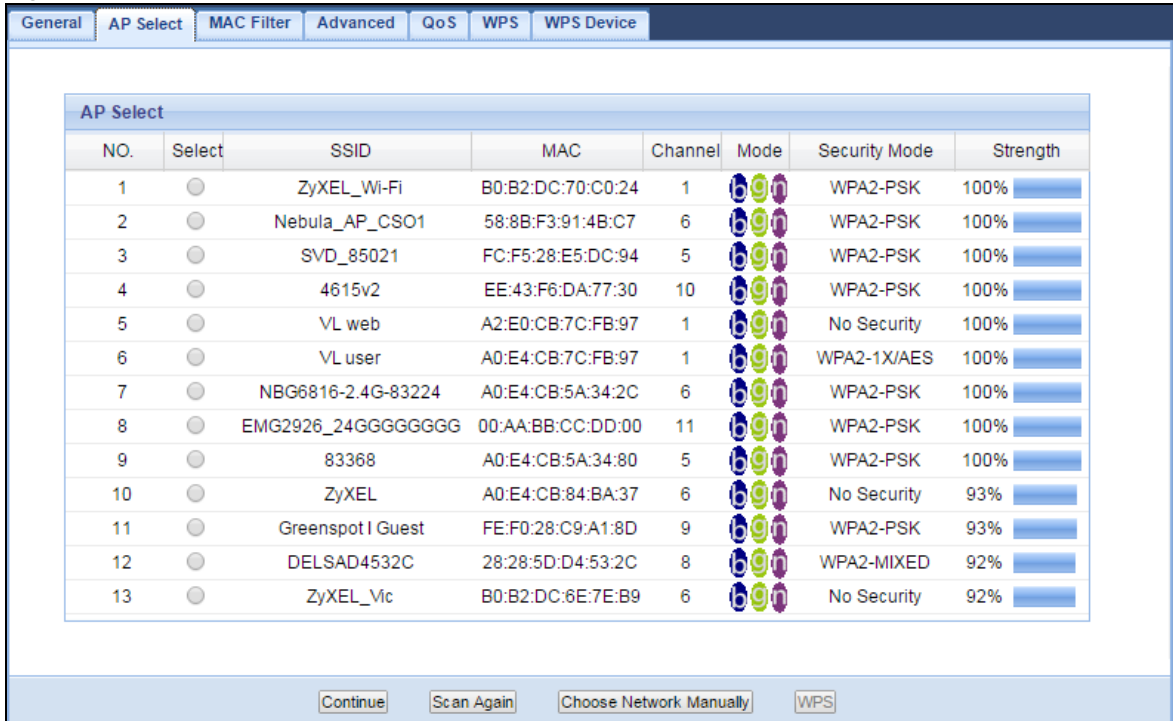 General AP Select MAC Filter Advanced QoS WPS WPS Device
AP Select
NO. Select SSID MAC Channel Mode Security Mode Strength
1 ZyXEL_Wi-Fi B0:B2:DC:70:C0:24 1 b g n WPA2-PSK 100%
2 Nebula_AP_CSO1 58:8B:F3:91:4B:C7 6 b g n WPA2-PSK 100%
3 SVD_85021 FC:F5:28:E5:DC:94 5 b g n WPA2-PSK 100%
4 4615v2 EE:43:F6:DA:77:30 10 b g n WPA2-PSK 100%
5 VL web A2:E0:CB:7C:FB:97 1 b g n No Security 100%
6 VL user A0:E4:CB:7C:FB:97 1 b g n WPA2-1X/AES 100%
7 NBG6816-2.4G-83224 A0:E4:CB:5A:34:2C 6 b g n WPA2-PSK 100%
8 EMG2926_24GGGGGGGG 00:AA:BB:CC:DD:00 11 b g n WPA2-PSK 100%
9 83368 A0:E4:CB:5A:34:80 5 b g n WPA2-PSK 100%
10 ZyXEL A0:E4:CB:84:BA:37 6 b g n No Security 93%
11 Greenspot I Guest FE:F0:28:C9:A1:8D 9 b g n WPA2-PSK 93%
12 DELSAD4532C 28:28:5D:D4:53:2C 8 b g n WPA2-MIXED 92%
13 ZyXEL_Vic B0:B2:DC:6E:7E:B9 6 b g n No Security 92%
Continue Scan Again Choose Network Manually WPS